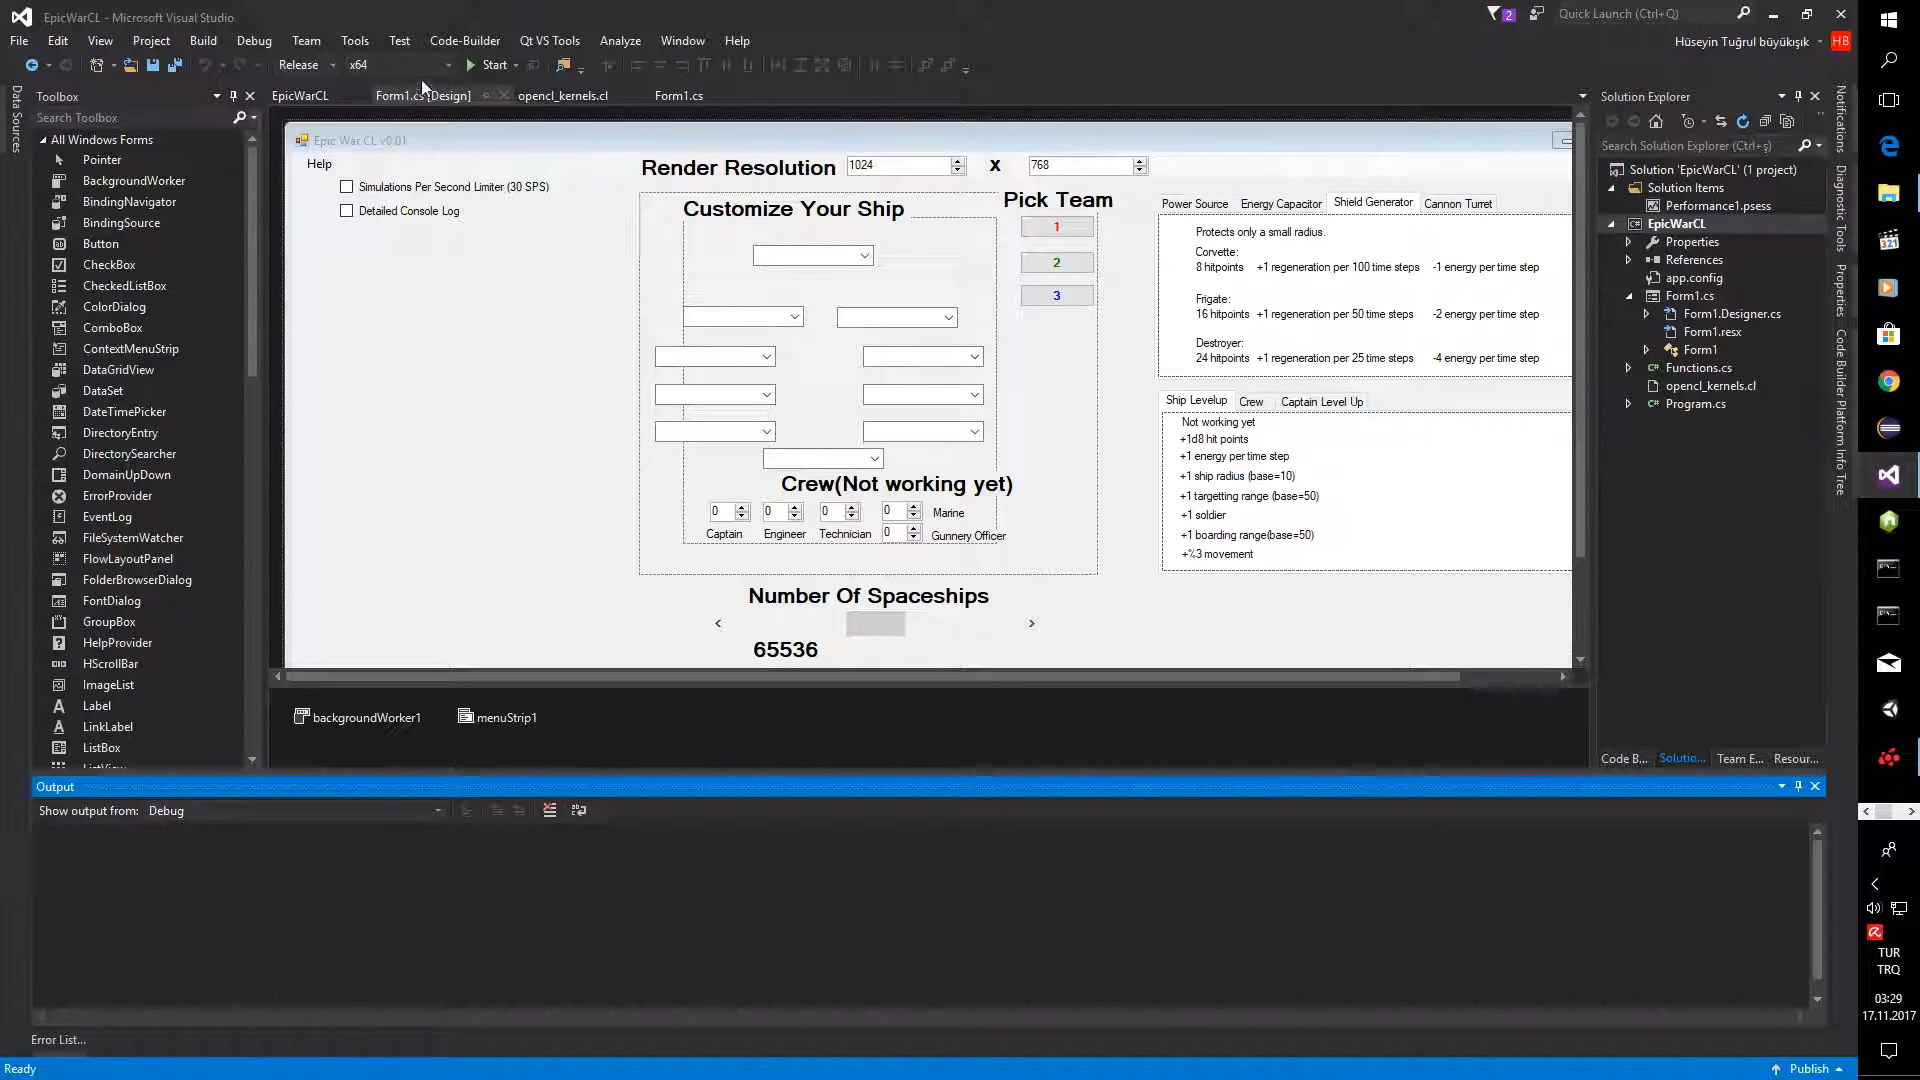 EpicWarCL - Microsoft Visual Studio
2
Quick Launch (Ctrl+Q)
File Edit View Project Build Debug Team Tools Test Code-Builder Qt VS Tools Analyze Window Help
Hüseyin Tuğrul büyükışık HB
Release x64 Start
Data Sources
Toolbox
EpicWarCL Form1.cs [Design] opencl_kernels.cl Form1.cs
Search Toolbox
All Windows Forms
Pointer
BackgroundWorker
BindingNavigator
BindingSource
Button
CheckBox
CheckedListBox
ColorDialog
ComboBox
ContextMenuStrip
DataGridView
DataSet
DateTimePicker
DirectoryEntry
DirectorySearcher
DomainUpDown
ErrorProvider
EventLog
FileSystemWatcher
FlowLayoutPanel
FolderBrowserDialog
FontDialog
GroupBox
HelpProvider
HScrollBar
ImageList
Label
LinkLabel
ListBox
ListView
Epic War CL v0.01
Help
Simulations Per Second Limiter (30 SPS)
Detailed Console Log
Render Resolution 1024 X 768
Customize Your Ship
Pick Team
1
2
3
Crew(Not working yet)
0 0 0 0 Marine
Captain Engineer Technician 0 Gunnery Officer
Number Of Spaceships
< >
65536
Power Source Energy Capacitor Shield Generator Cannon Turret
Protects only a small radius.
Corvette:
8 hitpoints +1 regeneration per 100 time steps -1 energy per time step
Frigate:
16 hitpoints +1 regeneration per 50 time steps -2 energy per time step
Destroyer:
24 hitpoints +1 regeneration per 25 time steps -4 energy per time step
Ship Levelup Crew Captain Level Up
Not working yet
+1d8 hit points
+1 energy per time step
+1 ship radius (base=10)
+1 targetting range (base=50)
+1 soldier
+1 boarding range(base=50)
+%3 movement
backgroundWorker1 menuStrip1
Solution Explorer
Search Solution Explorer (Ctrl+ş)
Solution 'EpicWarCL' (1 project)
Solution Items
Performance1.psess
EpicWarCL
Properties
References
app.config
Form1.cs
Form1.Designer.cs
Form1.resx
Form1
Functions.cs
opencl_kernels.cl
Program.cs
Code B... Solutio... Team E... Resour...
Notifications
Diagnostic Tools
Properties
Code Builder Platform Info Tree
Output
Show output from: Debug
Error List...
Ready
Publish
321
TUR
TRQ
03:29
17.11.2017